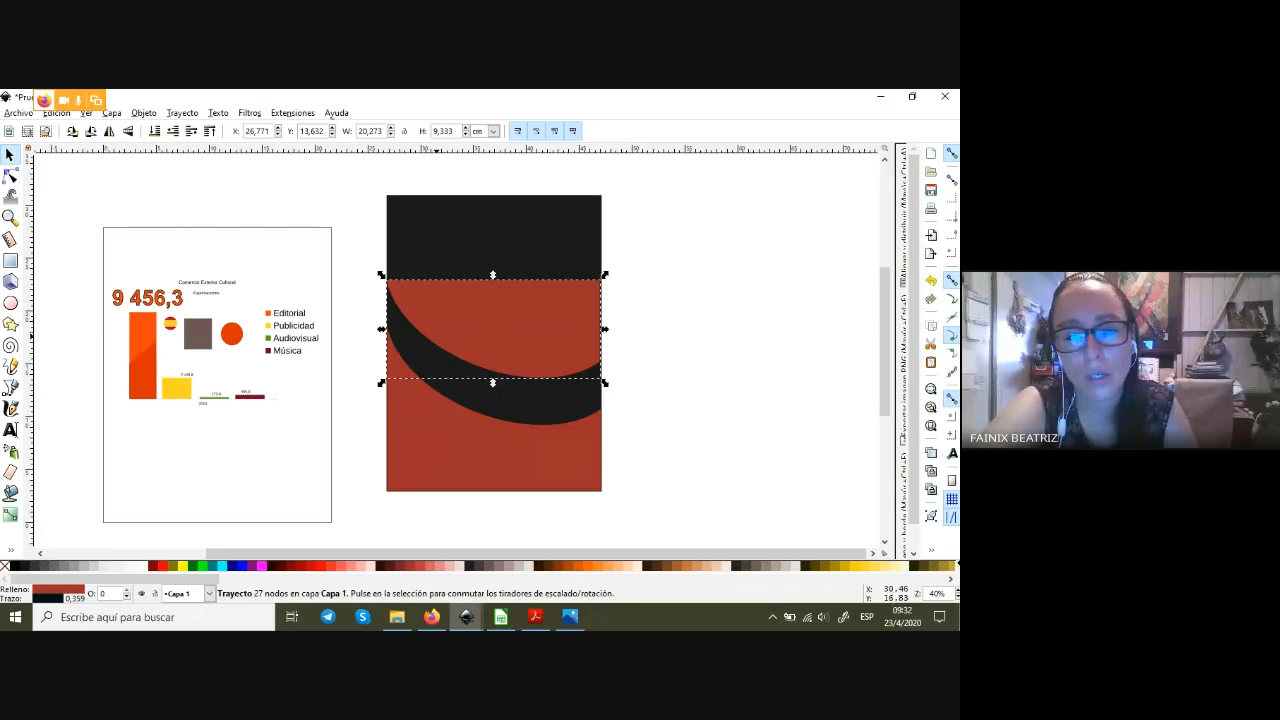 *Pru
Archivo Edición Ver Capa Objeto Trayecto Texto Filtros Extensiones Ayuda
X: 26,771 Y: 13,632 W: 20,273 H: 9,333 cm
Comercio Exterior Cultural
Exportaciones
9 456,3
Editorial
Publicidad
Audiovisual
Música
FAINIX BEATRIZ
Relleno:
Trazo: 0,359
O: 0
•Capa 1
Trayecto 27 nodos en capa Capa 1. Pulse en la selección para conmutar los tiradores de escalado/rotación.
X: 30,46
Y: 16,83
Z: 40%
Escribe aquí para buscar
ESP
09:32
23/4/2020